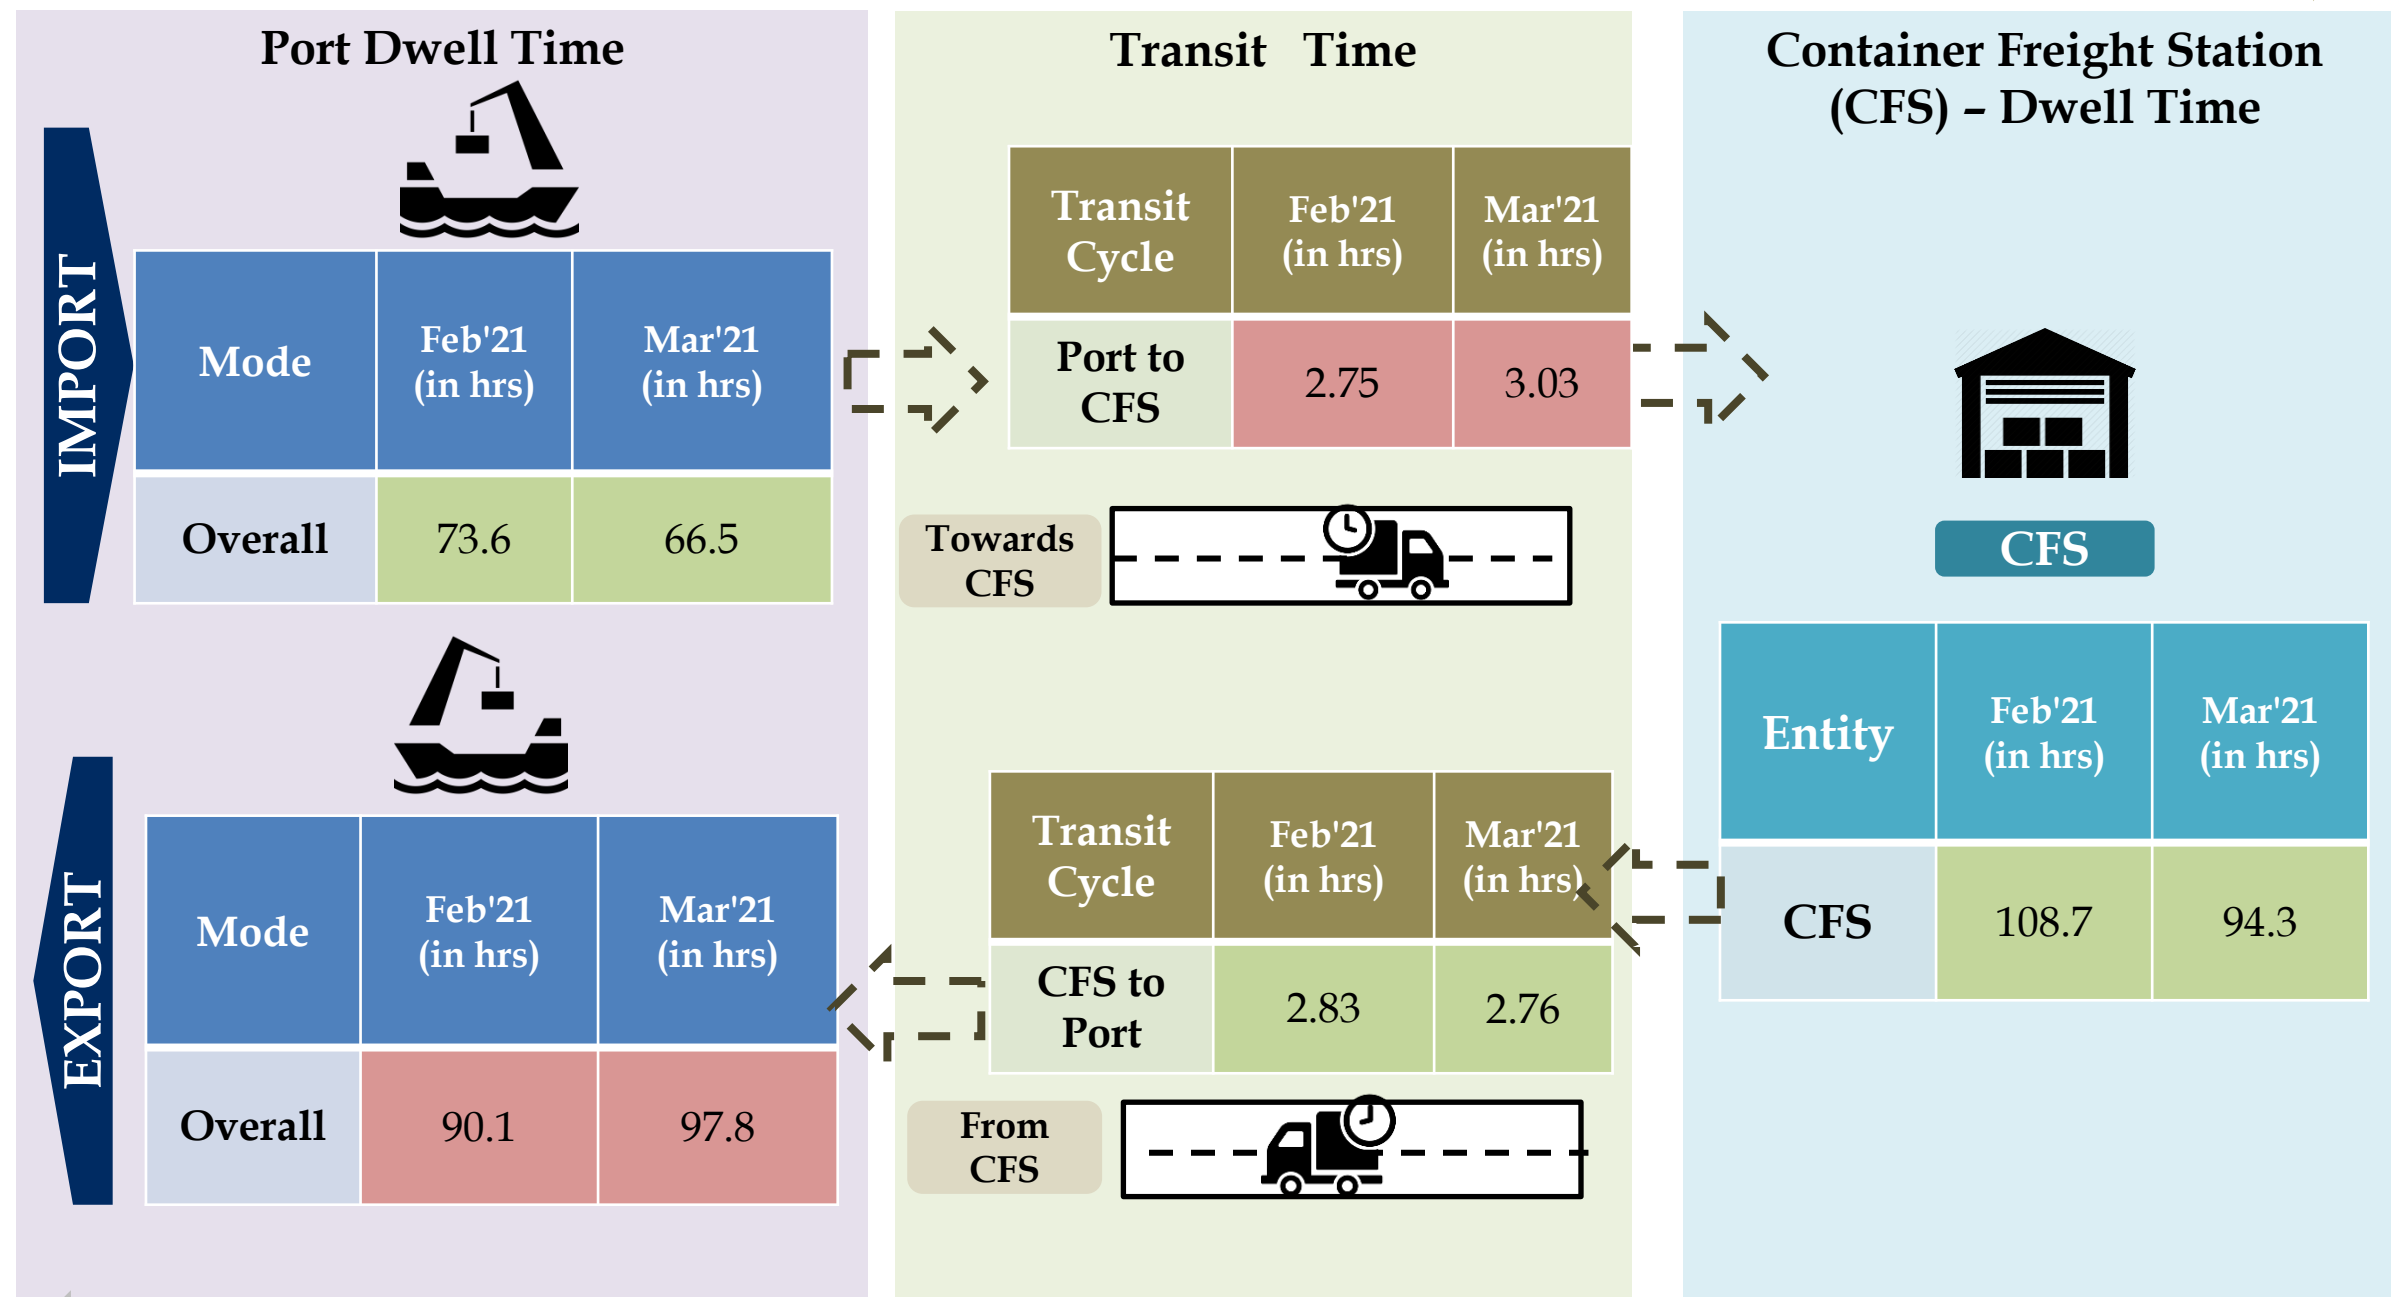 Port Dwell Time
IMPORT
Mode
Feb'21
(in hrs)
Mar'21
(in hrs)
Overall
73.6
66.5
EXPORT
Mode
Feb'21
(in hrs)
Mar'21
(in hrs)
Overall
90.1
97.8
Transit Time
Transit
Cycle
Feb'21
(in hrs)
Mar'21
(in hrs)
Port to
CFS
2.75
3.03
Towards
CFS
Transit
Cycle
Feb'21
(in hrs)
Mar'21
(in hrs)
CFS to
Port
2.83
2.76
From
CFS
Container Freight Station
(CFS) – Dwell Time
CFS
Entity
Feb'21
(in hrs)
Mar'21
(in hrs)
CFS
108.7
94.3